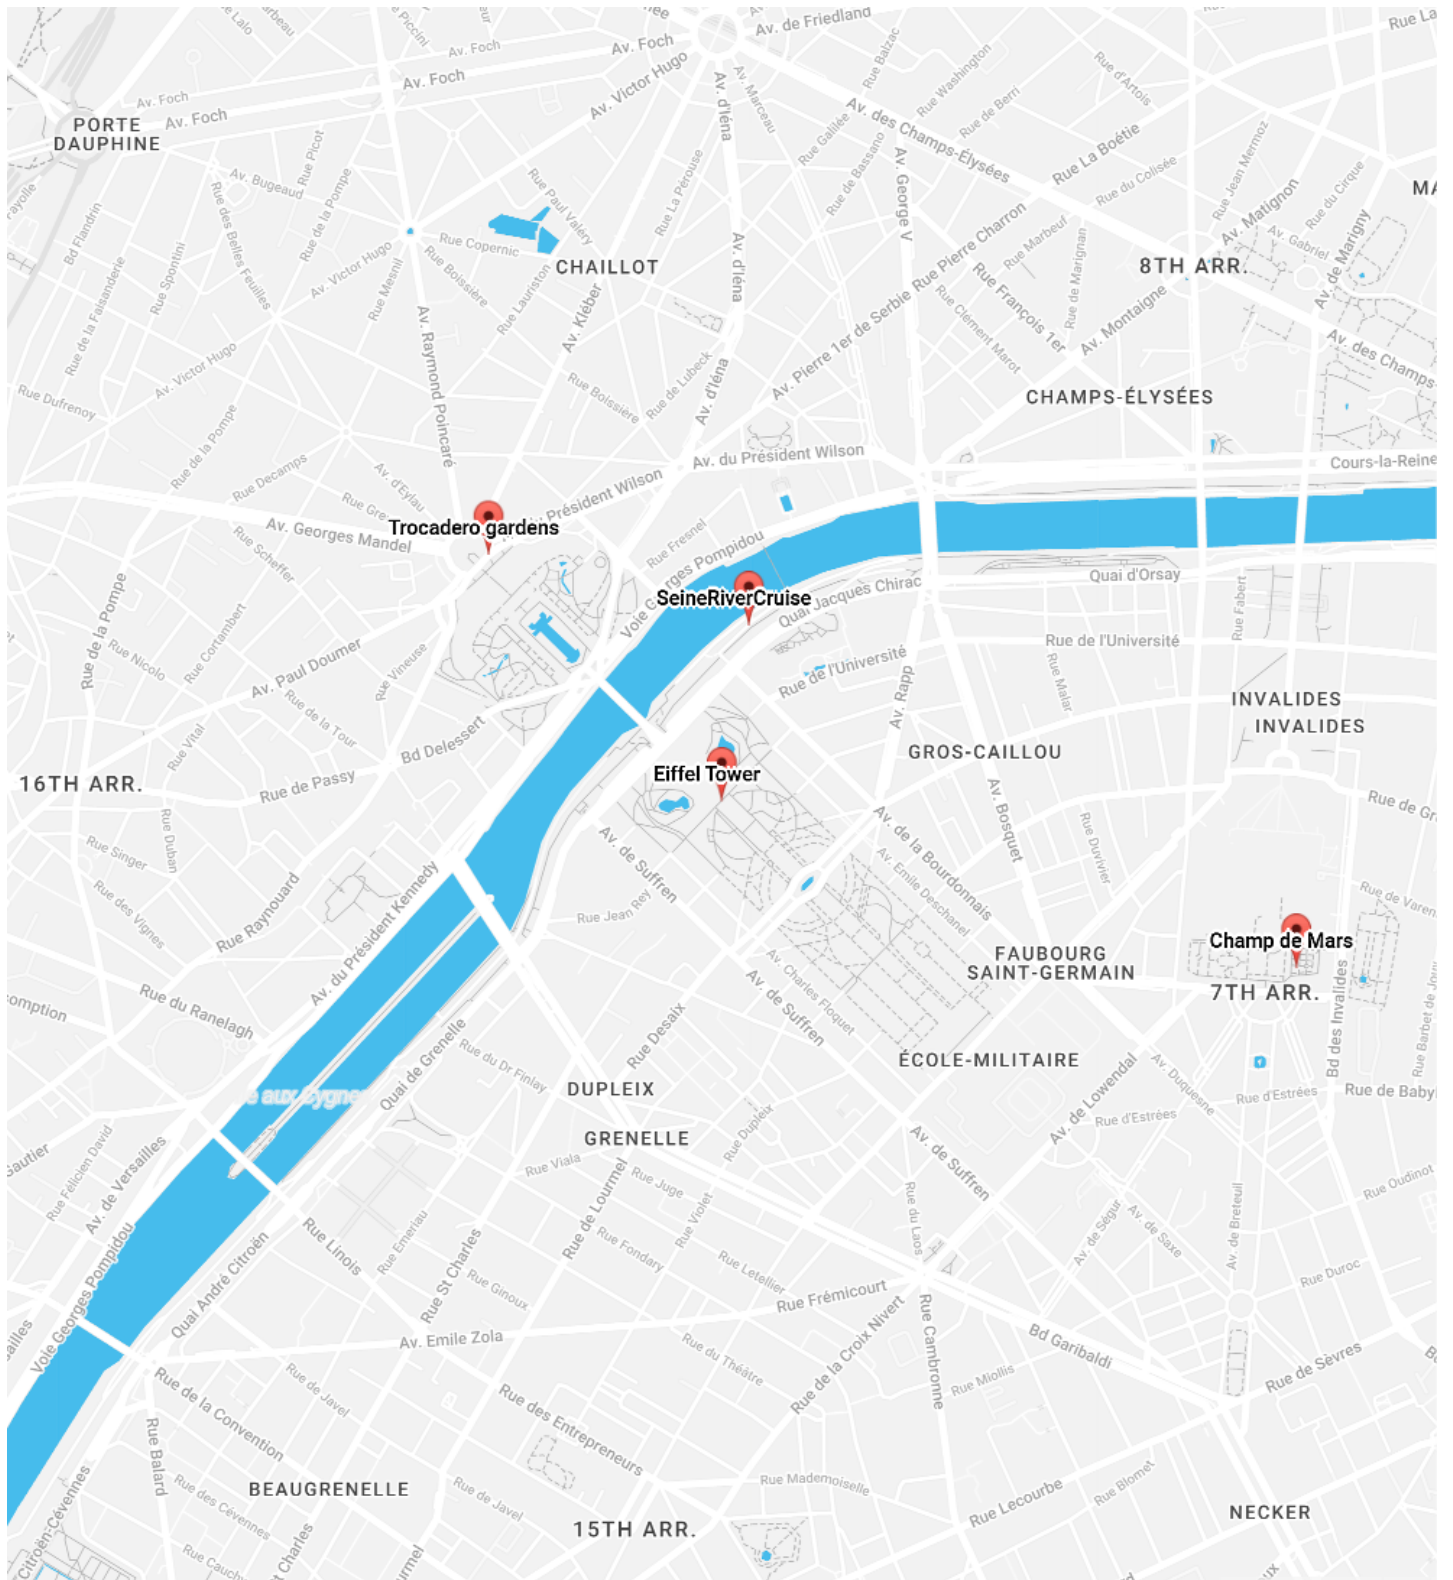 Av. de Friedland
Rue La
Av. Foch
Av. Foch
Av. Foch
Av. Foch
Av. Foch
Av. Victor Hugo
Av. d'Iéna
Av. Marceau
Rue Balzac
Rue Washington
Rue d'Artois
Rue de Berri
Rue Galilée
Rue de Bassano
Av. des Champs-Élysées
Rue La Boétie
Rue du Colisée
Rue Jean Mermoz
Rue du Cirque
PORTE
DAUPHINE
Rue Picot
Av. Bugeaud
Rue de la Pompe
Rue des Belles Feuilles
Bd Flandrin
Rue Spontini
Rue de la Faisanderie
Av. Victor Hugo
Rue Mesnil
Rue Copernic
Rue Boissière
Rue Lauriston
Rue Paul Valéry
Rue La Pérouse
CHAILLOT
Av. Kléber
Av. d'Iéna
Av. George V
Rue Pierre Charron
Rue Marbeuf
Rue François 1er
Rue de Marignan
Rue Clément Marot
Av. Montaigne
8TH ARR.
Av. Matignon
Av. Gabriel
Av. de Marigny
MA
Av. des Champs-
Av. Pierre 1er de Serbie
Av. Raymond Poincaré
Av. Victor Hugo
Rue Dufrenoy
Rue de la Pompe
Rue Boissière
Rue de Lubeck
Av. d'Iéna
CHAMPS-ÉLYSÉES
Av. du Président Wilson
Cours-la-Reine
Rue Decamps
Av. d'Eylau
Rue Gre
Président Wilson
Av. Georges Mandel
Trocadero gardens
Rue Scheffer
Rue Fresnel
Voie Georges Pompidou
SeineRiverCruise
Quai Jacques Chirac
Quai d'Orsay
Rue Fabert
Rue de la Pompe
Rue Cortambert
Rue Nicolo
Av. Paul Doumer
Rue Vineuse
Rue de l'Université
Rue de l'Université
Rue Malar
Av. Rapp
INVALIDES
INVALIDES
Rue de la Tour
Rue Vital
Bd Delessert
GROS-CAILLOU
16TH ARR.
Rue de Passy
Eiffel Tower
Av. Bosquet
Rue de Gr
Rue Duban
Rue Singer
Av. de Suffren
Av. de la Bourdonnais
Rue Duvivier
Av. Emile Deschanel
Rue des Vignes
Rue Raynouard
Av. du Président Kennedy
Rue Jean Rey
Rue de Varen
Champ de Mars
FAUBOURG
SAINT-GERMAIN
7TH ARR.
Bd des Invalides
Av. Charles Floquet
Av. de Suffren
Rue Desaix
Rue du Ranelagh
Quai de Grenelle
Rue du Dr Finlay
ÉCOLE-MILITAIRE
Av. de Lowendal
Av. Duquesne
Rue d'Estrées
Rue d'Estrées
Rue de Baby
Rue Barbet de Jouy
DUPLEIX
GRENELLE
Rue Dupleix
Av. de Suffren
Rue Viala
Rue Juge
Rue Violet
Rue de Lourmel
Rue Félicien David
Av. de Versailles
Rue du Laos
Av. de Ségur
Av. de Saxe
Av. de Breteuil
Rue Oudinot
Voie Georges Pompidou
Quai André Citroën
Rue Linois
Rue Emeriau
Rue St Charles
Rue Ginoux
Rue Fondary
Rue Letellier
Rue Frémicourt
Rue Duroc
Av. Emile Zola
Rue du Théâtre
Rue de la Croix Nivert
Rue Cambronne
Bd Garibaldi
Rue Miollis
Rue de Sèvres
Rue de la Convention
Rue de Javel
Rue des Entrepreneurs
Rue Balard
Rue Mademoiselle
Rue Lecourbe
Rue Blomet
BEAUGRENELLE
Rue de Javel
Rue des Cévennes
NECKER
15TH ARR.
Citroën-Cévennes
Rue Cauchy
t Charles
urmel